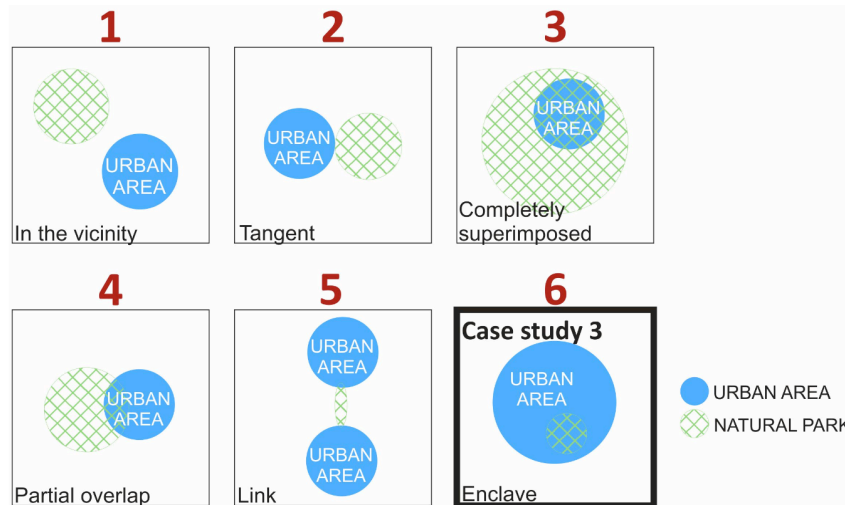 1
2
3
URBAN
AREA
In the vicinity
URBAN
AREA
Tangent
URBAN
AREA
Completely
superimposed
4
5
6
URBAN
AREA
Partial overlap
URBAN
AREA
URBAN
AREA
Link
Case study 3
URBAN
AREA
Enclave
URBAN AREA
NATURAL PARK